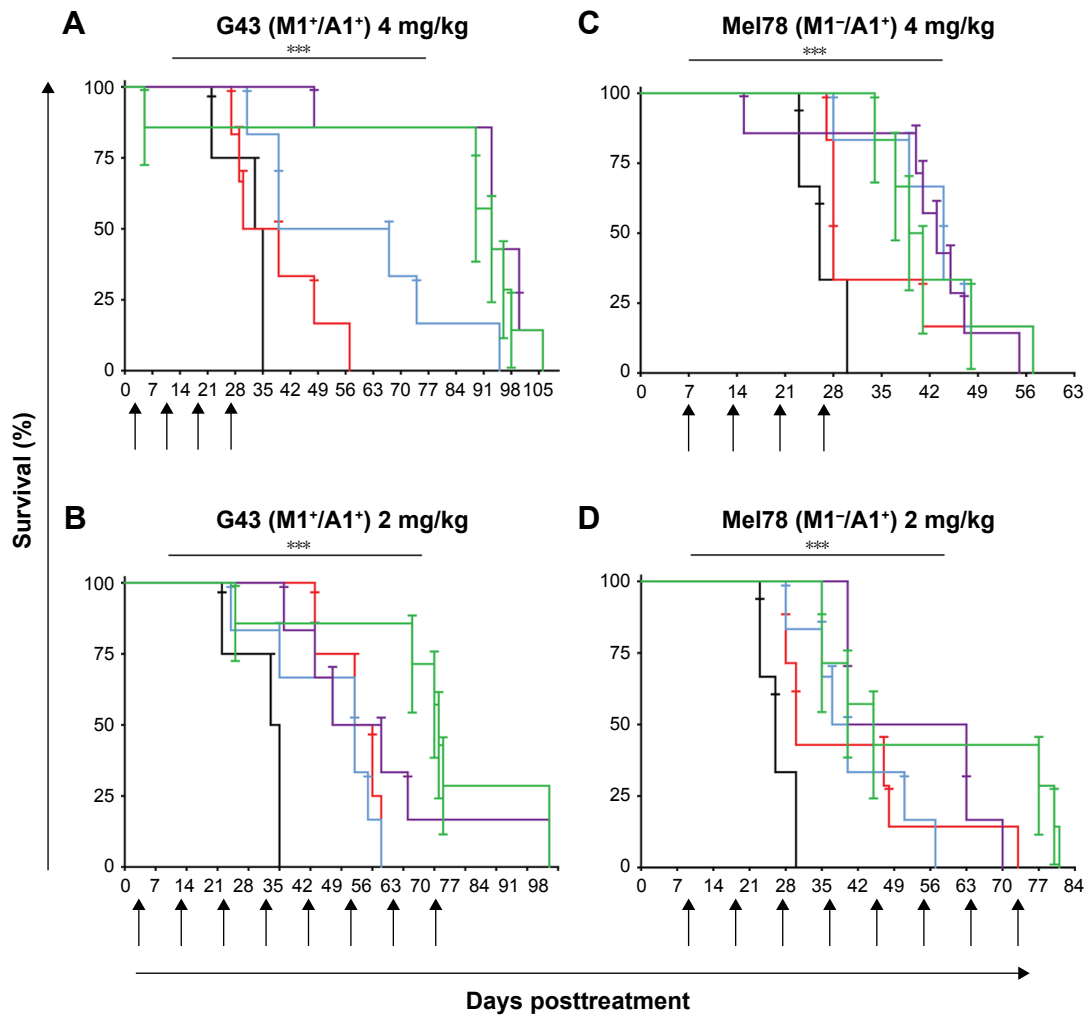 A
G43 (M1⁺/A1⁺) 4 mg/kg
***
100
75
50
25
0
0 7 14 21 28 35 42 49 56 63 70 77 84 91 98 105
C
Mel78 (M1⁻/A1⁺) 4 mg/kg
***
100
75
50
25
0
0 7 14 21 28 35 42 49 56 63
Survival (%)
B
G43 (M1⁺/A1⁺) 2 mg/kg
***
100
75
50
25
0
0 7 14 21 28 35 42 49 56 63 70 77 84 91 98
D
Mel78 (M1⁻/A1⁺) 2 mg/kg
***
100
75
50
25
0
0 7 14 21 28 35 42 49 56 63 70 77 84
Days posttreatment